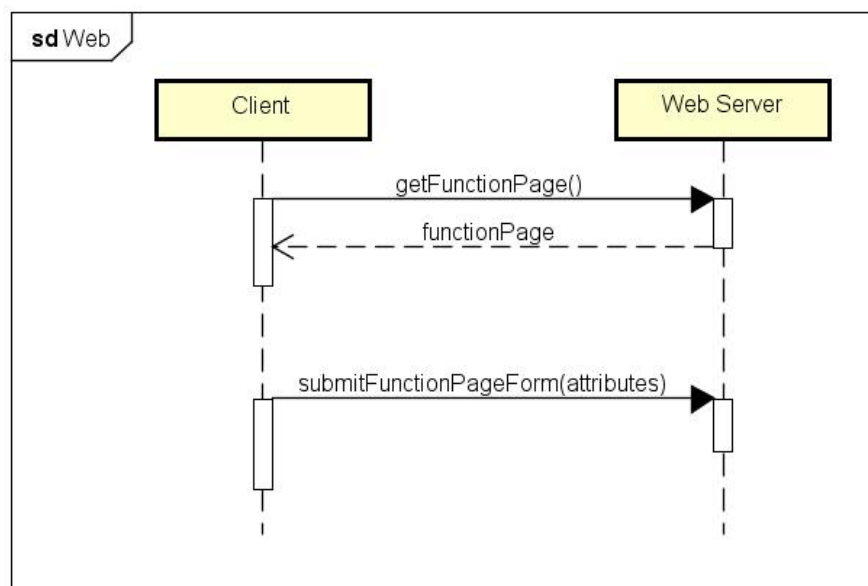 sd Web
Client
Web Server
getFunctionPage()
functionPage
submitFunctionPageForm(attributes)